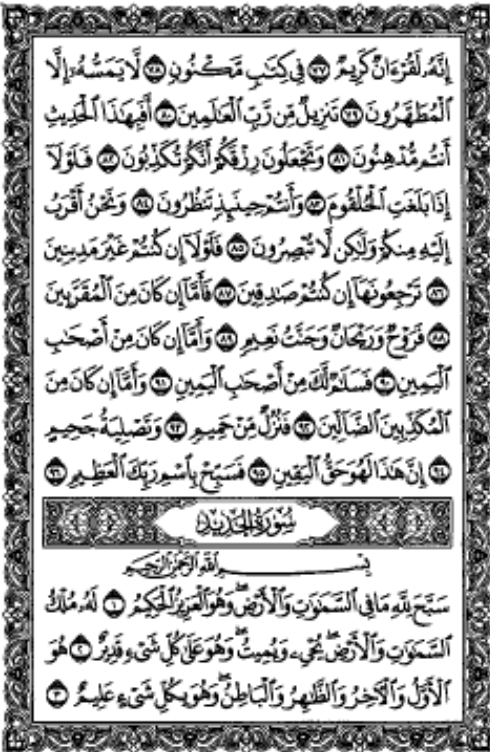 إِنَّهُۥ لَقُرْءَانٌ كَرِيمٌ ٧٧ فِى كِتَٰبٍ مَّكْنُونٍ ٧٨ لَّا يَمَسُّهُۥٓ إِلَّا
ٱلْمُطَهَّرُونَ ٧٩ تَنزِيلٌ مِّن رَّبِّ ٱلْعَٰلَمِينَ ٨٠ أَفَبِهَٰذَا ٱلْحَدِيثِ
أَنتُم مُّدْهِنُونَ ٨١ وَتَجْعَلُونَ رِزْقَكُمْ أَنَّكُمْ تُكَذِّبُونَ ٨٢ فَلَوْلَآ
إِذَا بَلَغَتِ ٱلْحُلْقُومَ ٨٣ وَأَنتُمْ حِينَئِذٍ تَنظُرُونَ ٨٤ وَنَحْنُ أَقْرَبُ
إِلَيْهِ مِنكُمْ وَلَٰكِن لَّا تُبْصِرُونَ ٨٥ فَلَوْلَآ إِن كُنتُمْ غَيْرَ مَدِينِينَ
٨٦ تَرْجِعُونَهَآ إِن كُنتُمْ صَٰدِقِينَ ٨٧ فَأَمَّآ إِن كَانَ مِنَ ٱلْمُقَرَّبِينَ
٨٨ فَرَوْحٌ وَرَيْحَانٌ وَجَنَّتُ نَعِيمٍ ٨٩ وَأَمَّآ إِن كَانَ مِنْ أَصْحَٰبِ
ٱلْيَمِينِ ٩٠ فَسَلَٰمٌ لَّكَ مِنْ أَصْحَٰبِ ٱلْيَمِينِ ٩١ وَأَمَّآ إِن كَانَ مِنَ
ٱلْمُكَذِّبِينَ ٱلضَّآلِّينَ ٩٢ فَنُزُلٌ مِّنْ حَمِيمٍ ٩٣ وَتَصْلِيَةُ جَحِيمٍ
٩٤ إِنَّ هَٰذَا لَهُوَ حَقُّ ٱلْيَقِينِ ٩٥ فَسَبِّحْ بِٱسْمِ رَبِّكَ ٱلْعَظِيمِ ٩٦
سُورَةُ الحَدِيدِ
بِسْمِ ٱللَّهِ ٱلرَّحْمَٰنِ ٱلرَّحِيمِ
سَبَّحَ لِلَّهِ مَا فِى ٱلسَّمَٰوَٰتِ وَٱلْأَرْضِ ۖ وَهُوَ ٱلْعَزِيزُ ٱلْحَكِيمُ ١ لَهُۥ مُلْكُ
ٱلسَّمَٰوَٰتِ وَٱلْأَرْضِ ۖ يُحْىِۦ وَيُمِيتُ ۖ وَهُوَ عَلَىٰ كُلِّ شَىْءٍ قَدِيرٌ ٢ هُوَ
ٱلْأَوَّلُ وَٱلْءَاخِرُ وَٱلظَّٰهِرُ وَٱلْبَاطِنُ ۖ وَهُوَ بِكُلِّ شَىْءٍ عَلِيمٌ ٣